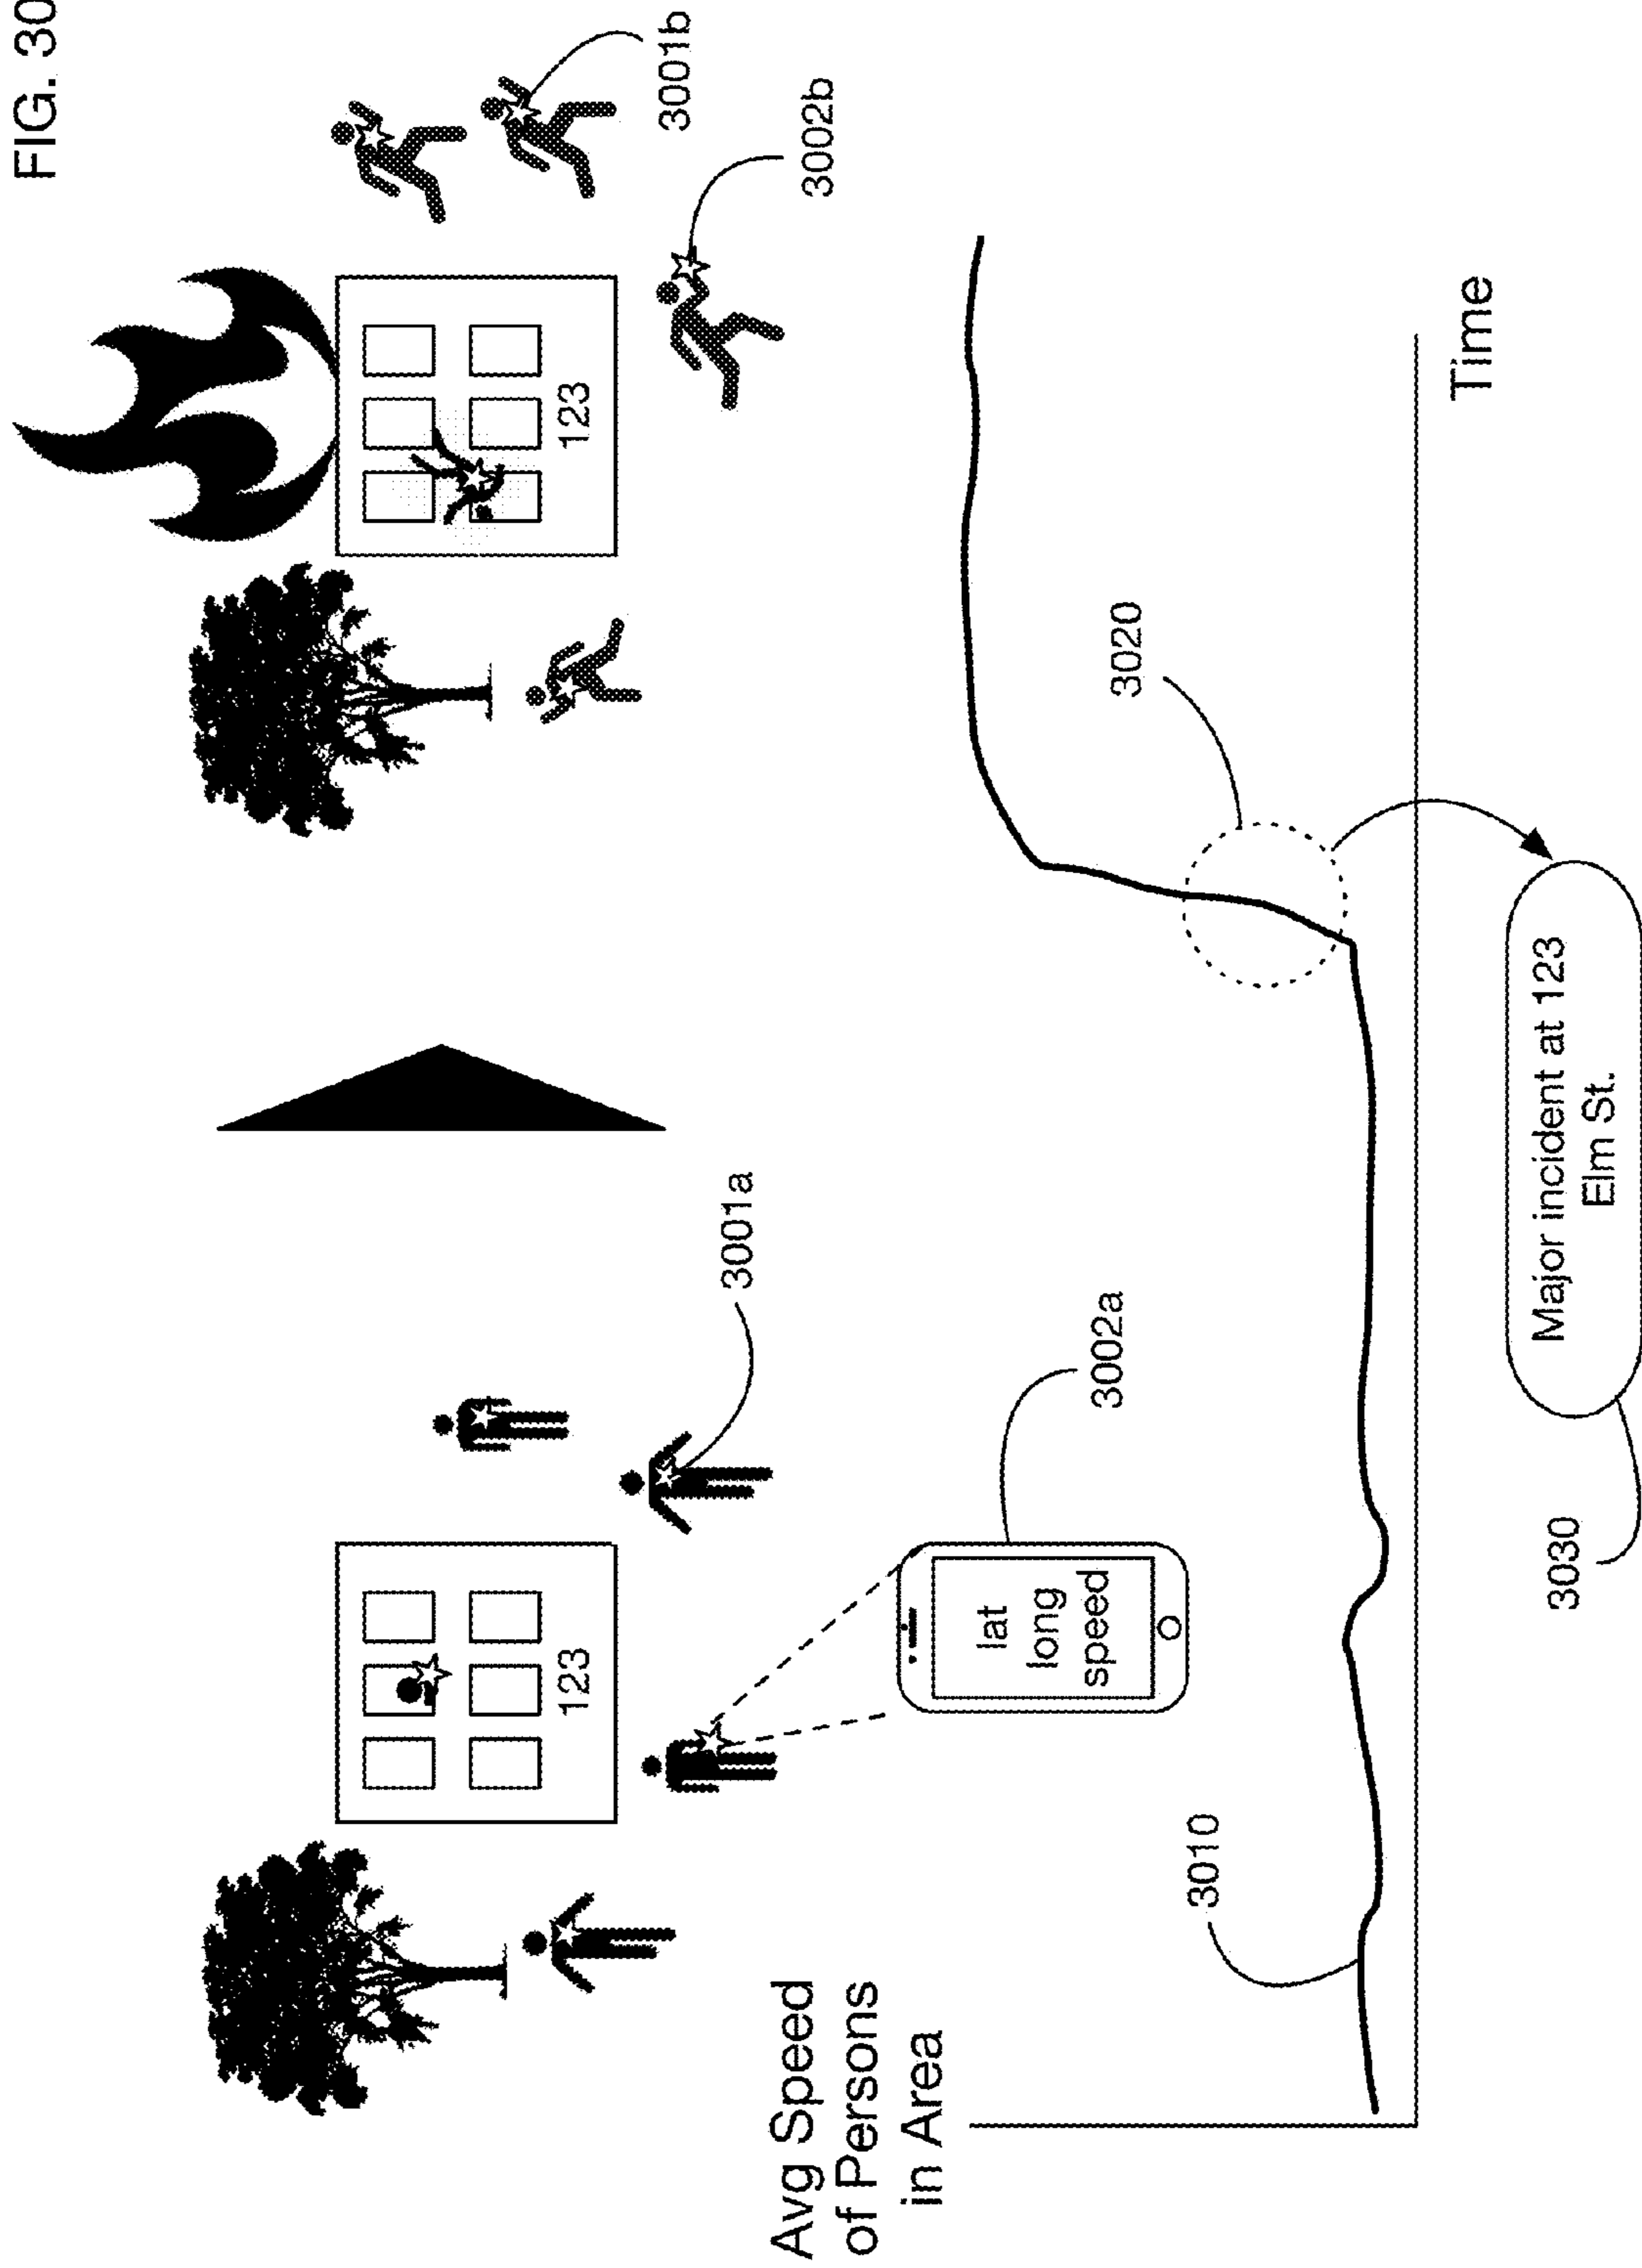 FIG. 30
3001b
3002b
123
123
3001a
lat
long
speed
3002a
Avg Speed
of Persons
in Area
3010
3020
Time
Major incident at 123
Elm St.
3030